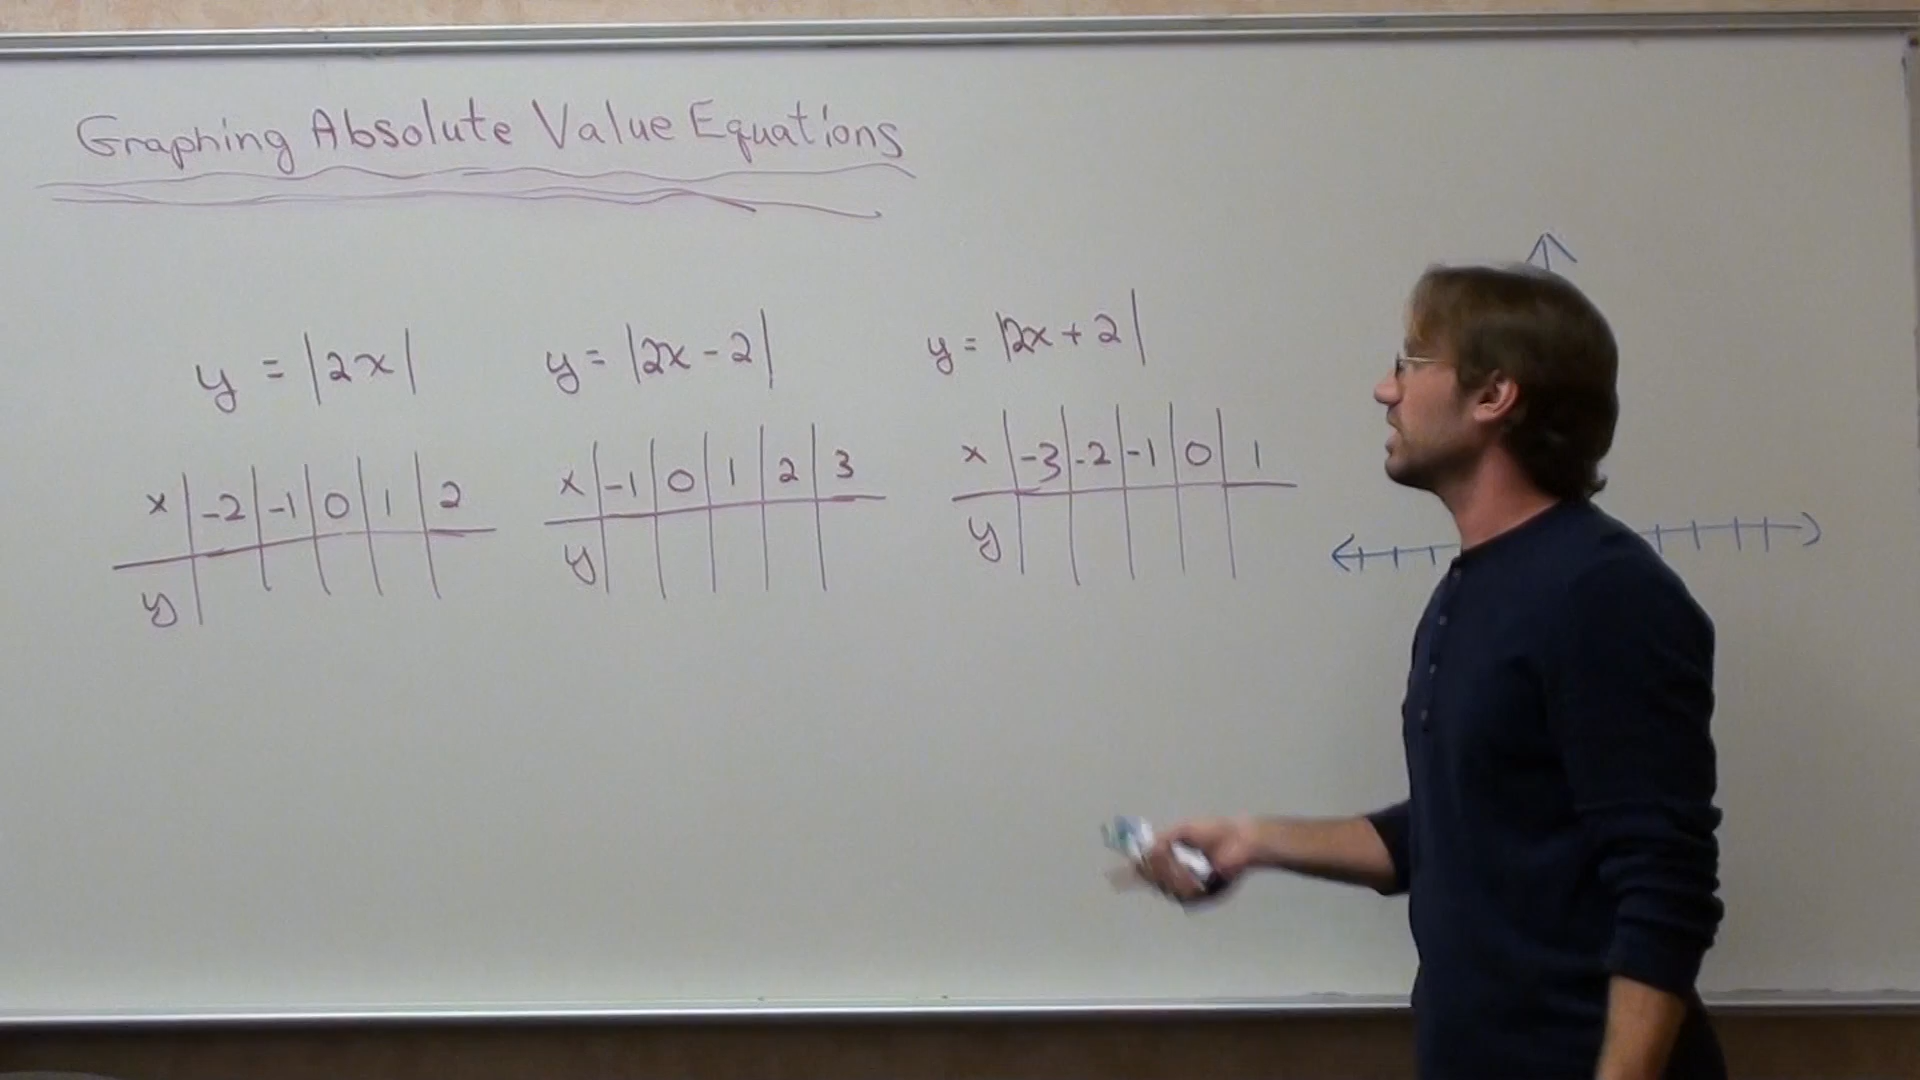 Graphing Absolute Value Equations
y = |2x|
x -2 -1 0 1 2
y
y = |2x - 2|
x -1 0 1 2 3
y
y = |2x + 2|
x -3 -2 -1 0 1
y